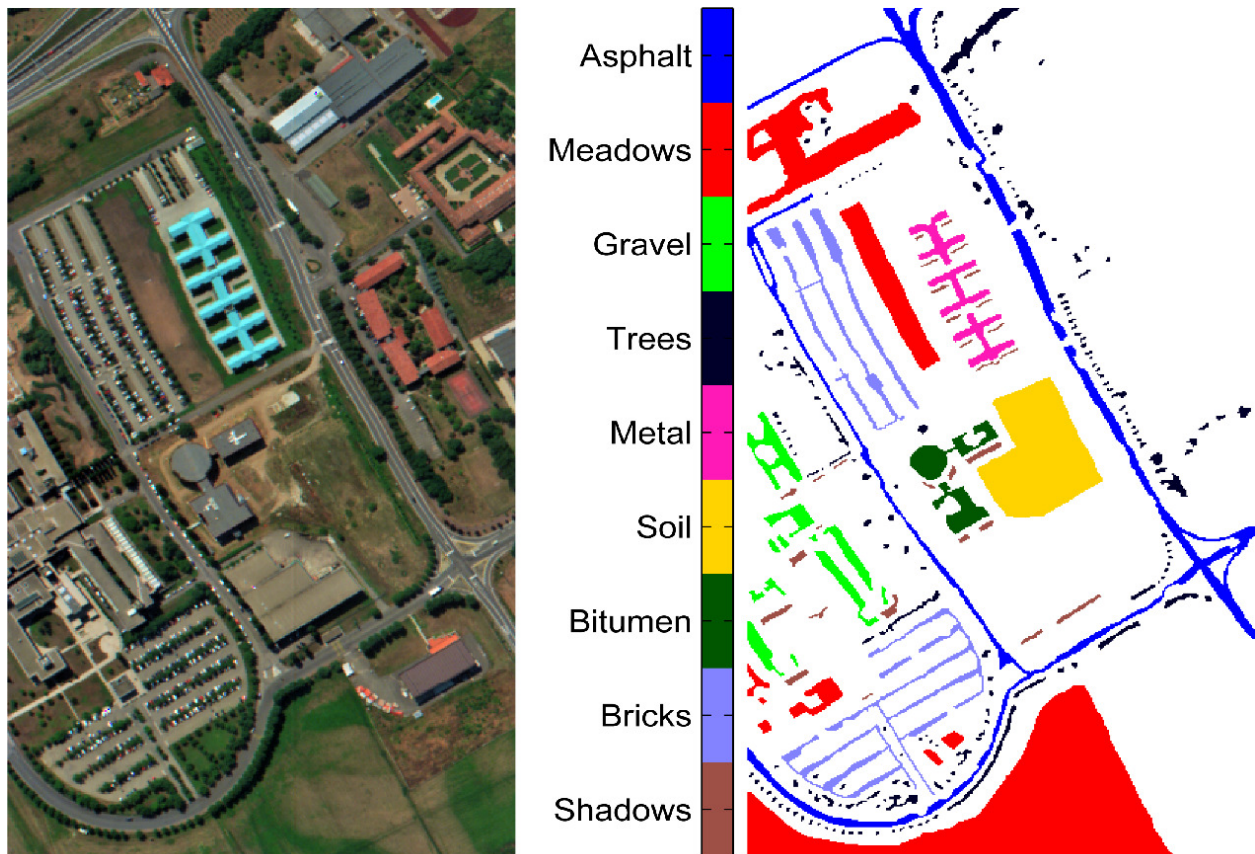 Asphalt
Meadows
Gravel
Trees
Metal
Soil
Bitumen
Bricks
Shadows